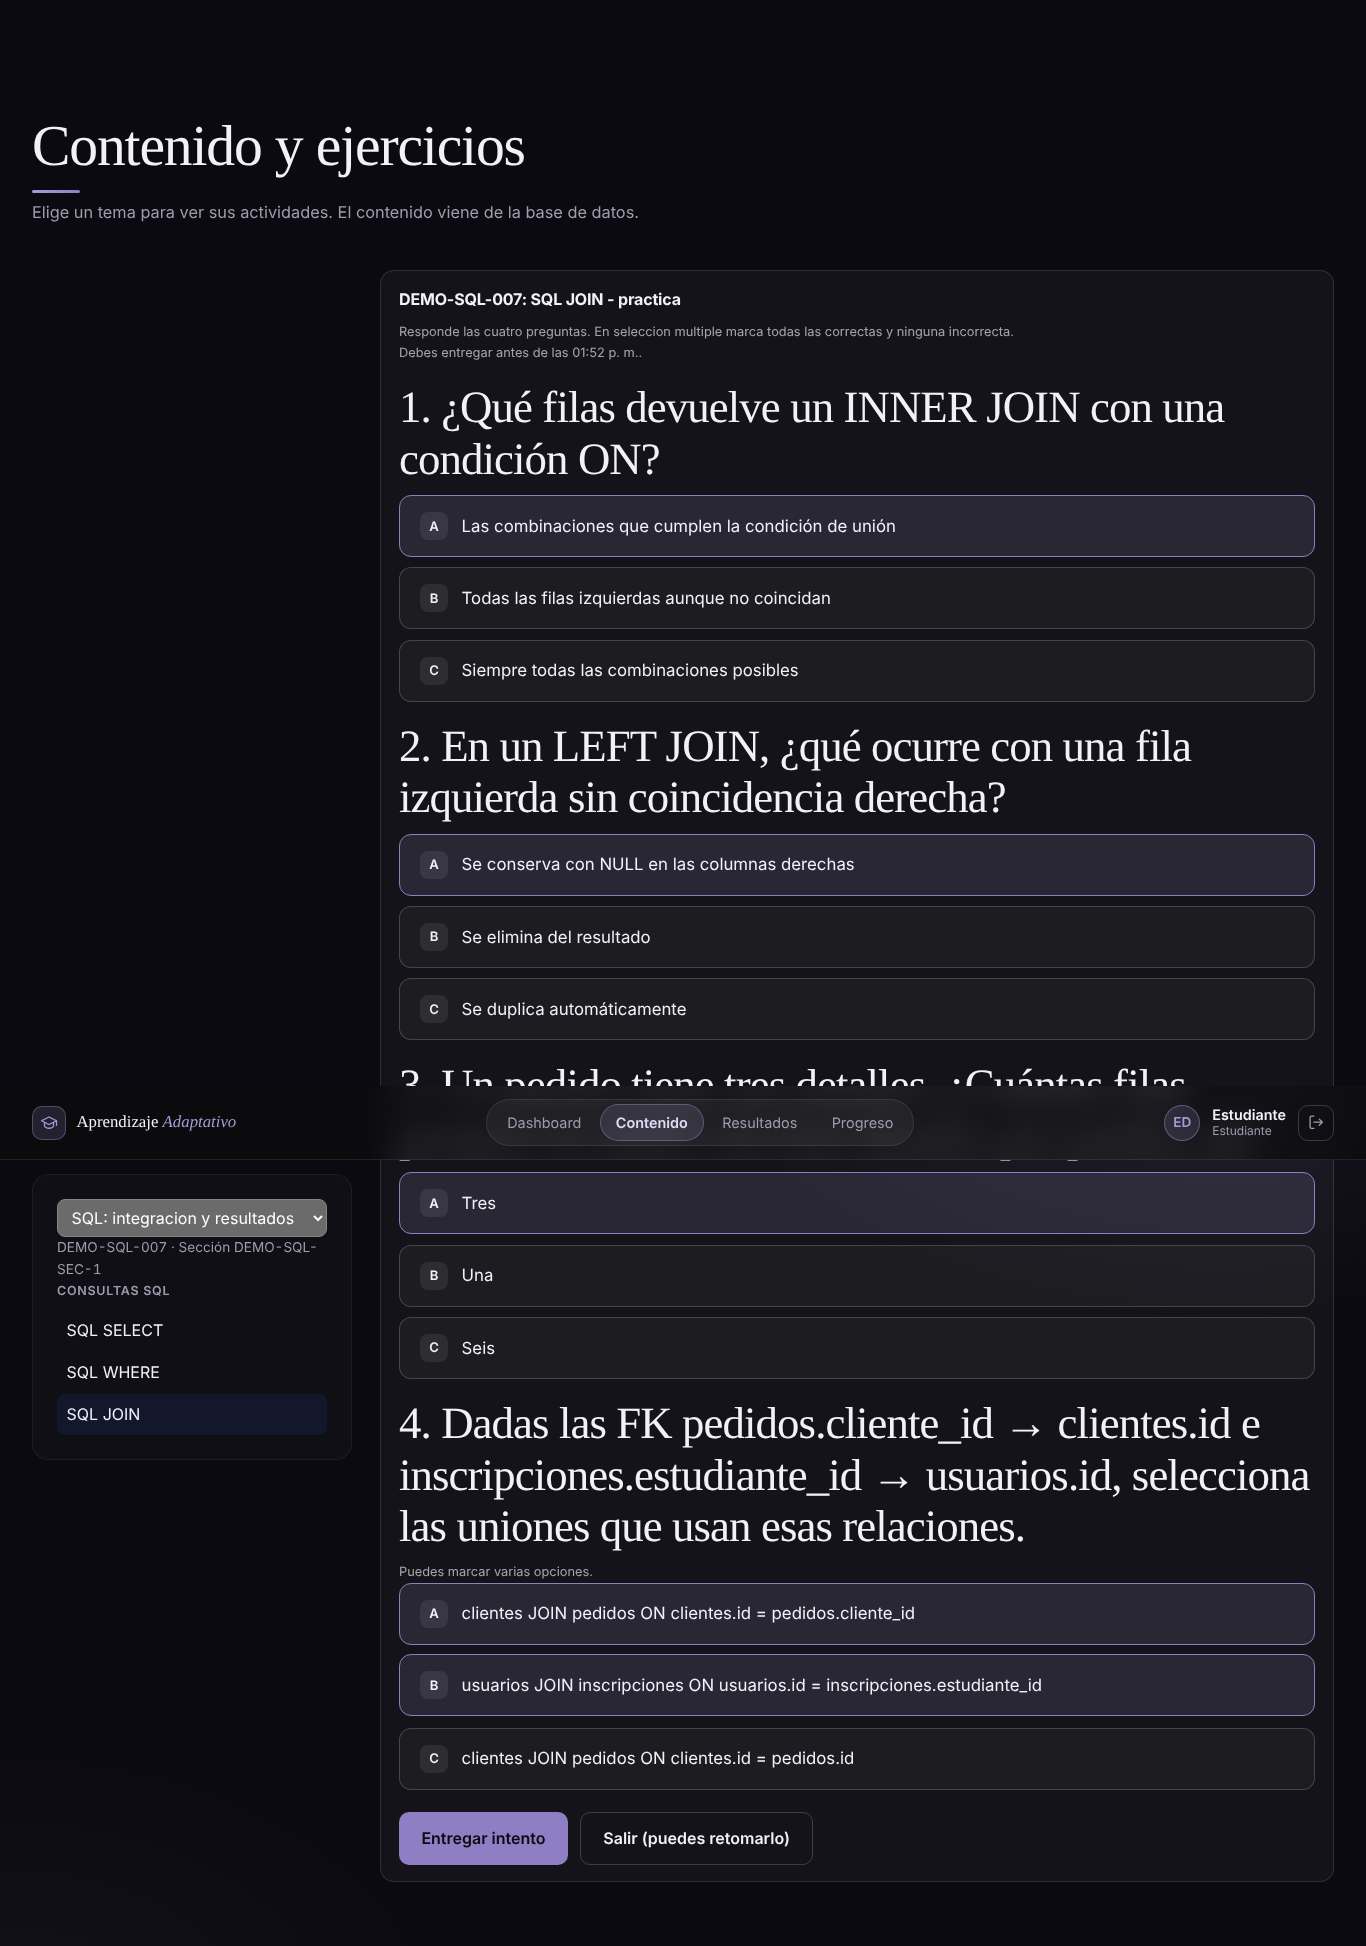 Contenido y ejercicios
Elige un tema para ver sus actividades. El contenido viene de la base de datos.
DEMO-SQL-007: SQL JOIN - practica
Responde las cuatro preguntas. En seleccion multiple marca todas las correctas y ninguna incorrecta.
Debes entregar antes de las 01:52 p. m..
1. ¿Qué filas devuelve un INNER JOIN con una
condición ON?
A Las combinaciones que cumplen la condición de unión
B Todas las filas izquierdas aunque no coincidan
C Siempre todas las combinaciones posibles
2. En un LEFT JOIN, ¿qué ocurre con una fila
izquierda sin coincidencia derecha?
A Se conserva con NULL en las columnas derechas
B Se elimina del resultado
C Se duplica automáticamente
3. Un pedido tiene tres detalles. ¿Cuántas filas
Aprendizaje Adaptativo
Dashboard
Contenido
Resultados
Progreso
ED
Estudiante
Estudiante
SQL: integracion y resultados
DEMO-SQL-007 · Sección DEMO-SQL-
SEC-1
CONSULTAS SQL
SQL SELECT
SQL WHERE
SQL JOIN
A Tres
B Una
C Seis
4. Dadas las FK pedidos.cliente_id → clientes.id e
inscripciones.estudiante_id → usuarios.id, selecciona
las uniones que usan esas relaciones.
Puedes marcar varias opciones.
A clientes JOIN pedidos ON clientes.id = pedidos.cliente_id
B usuarios JOIN inscripciones ON usuarios.id = inscripciones.estudiante_id
C clientes JOIN pedidos ON clientes.id = pedidos.id
Entregar intento
Salir (puedes retomarlo)